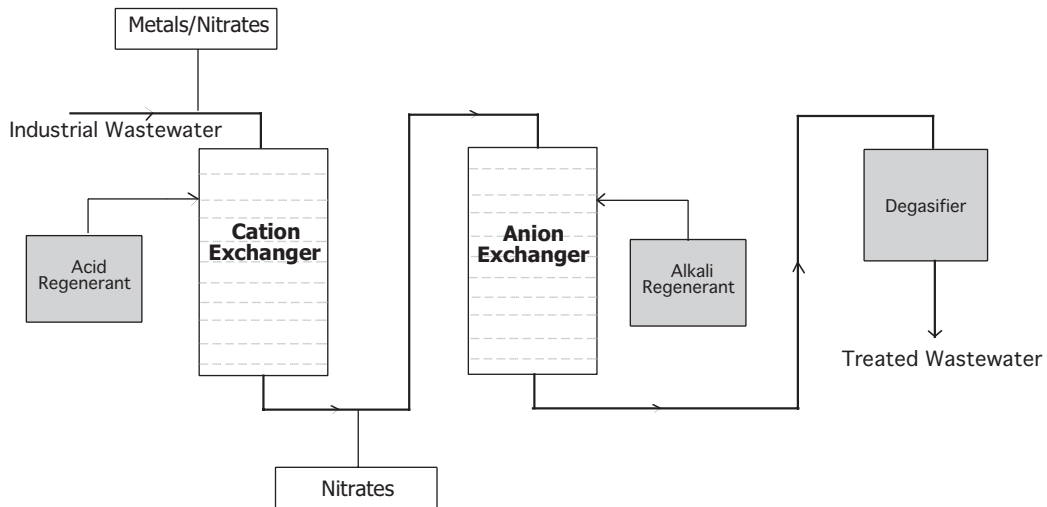 Metals/Nitrates
Industrial Wastewater
Cation
Exchanger
Acid
Regenerant
Nitrates
Anion
Exchanger
Alkali
Regenerant
Degasifier
Treated Wastewater